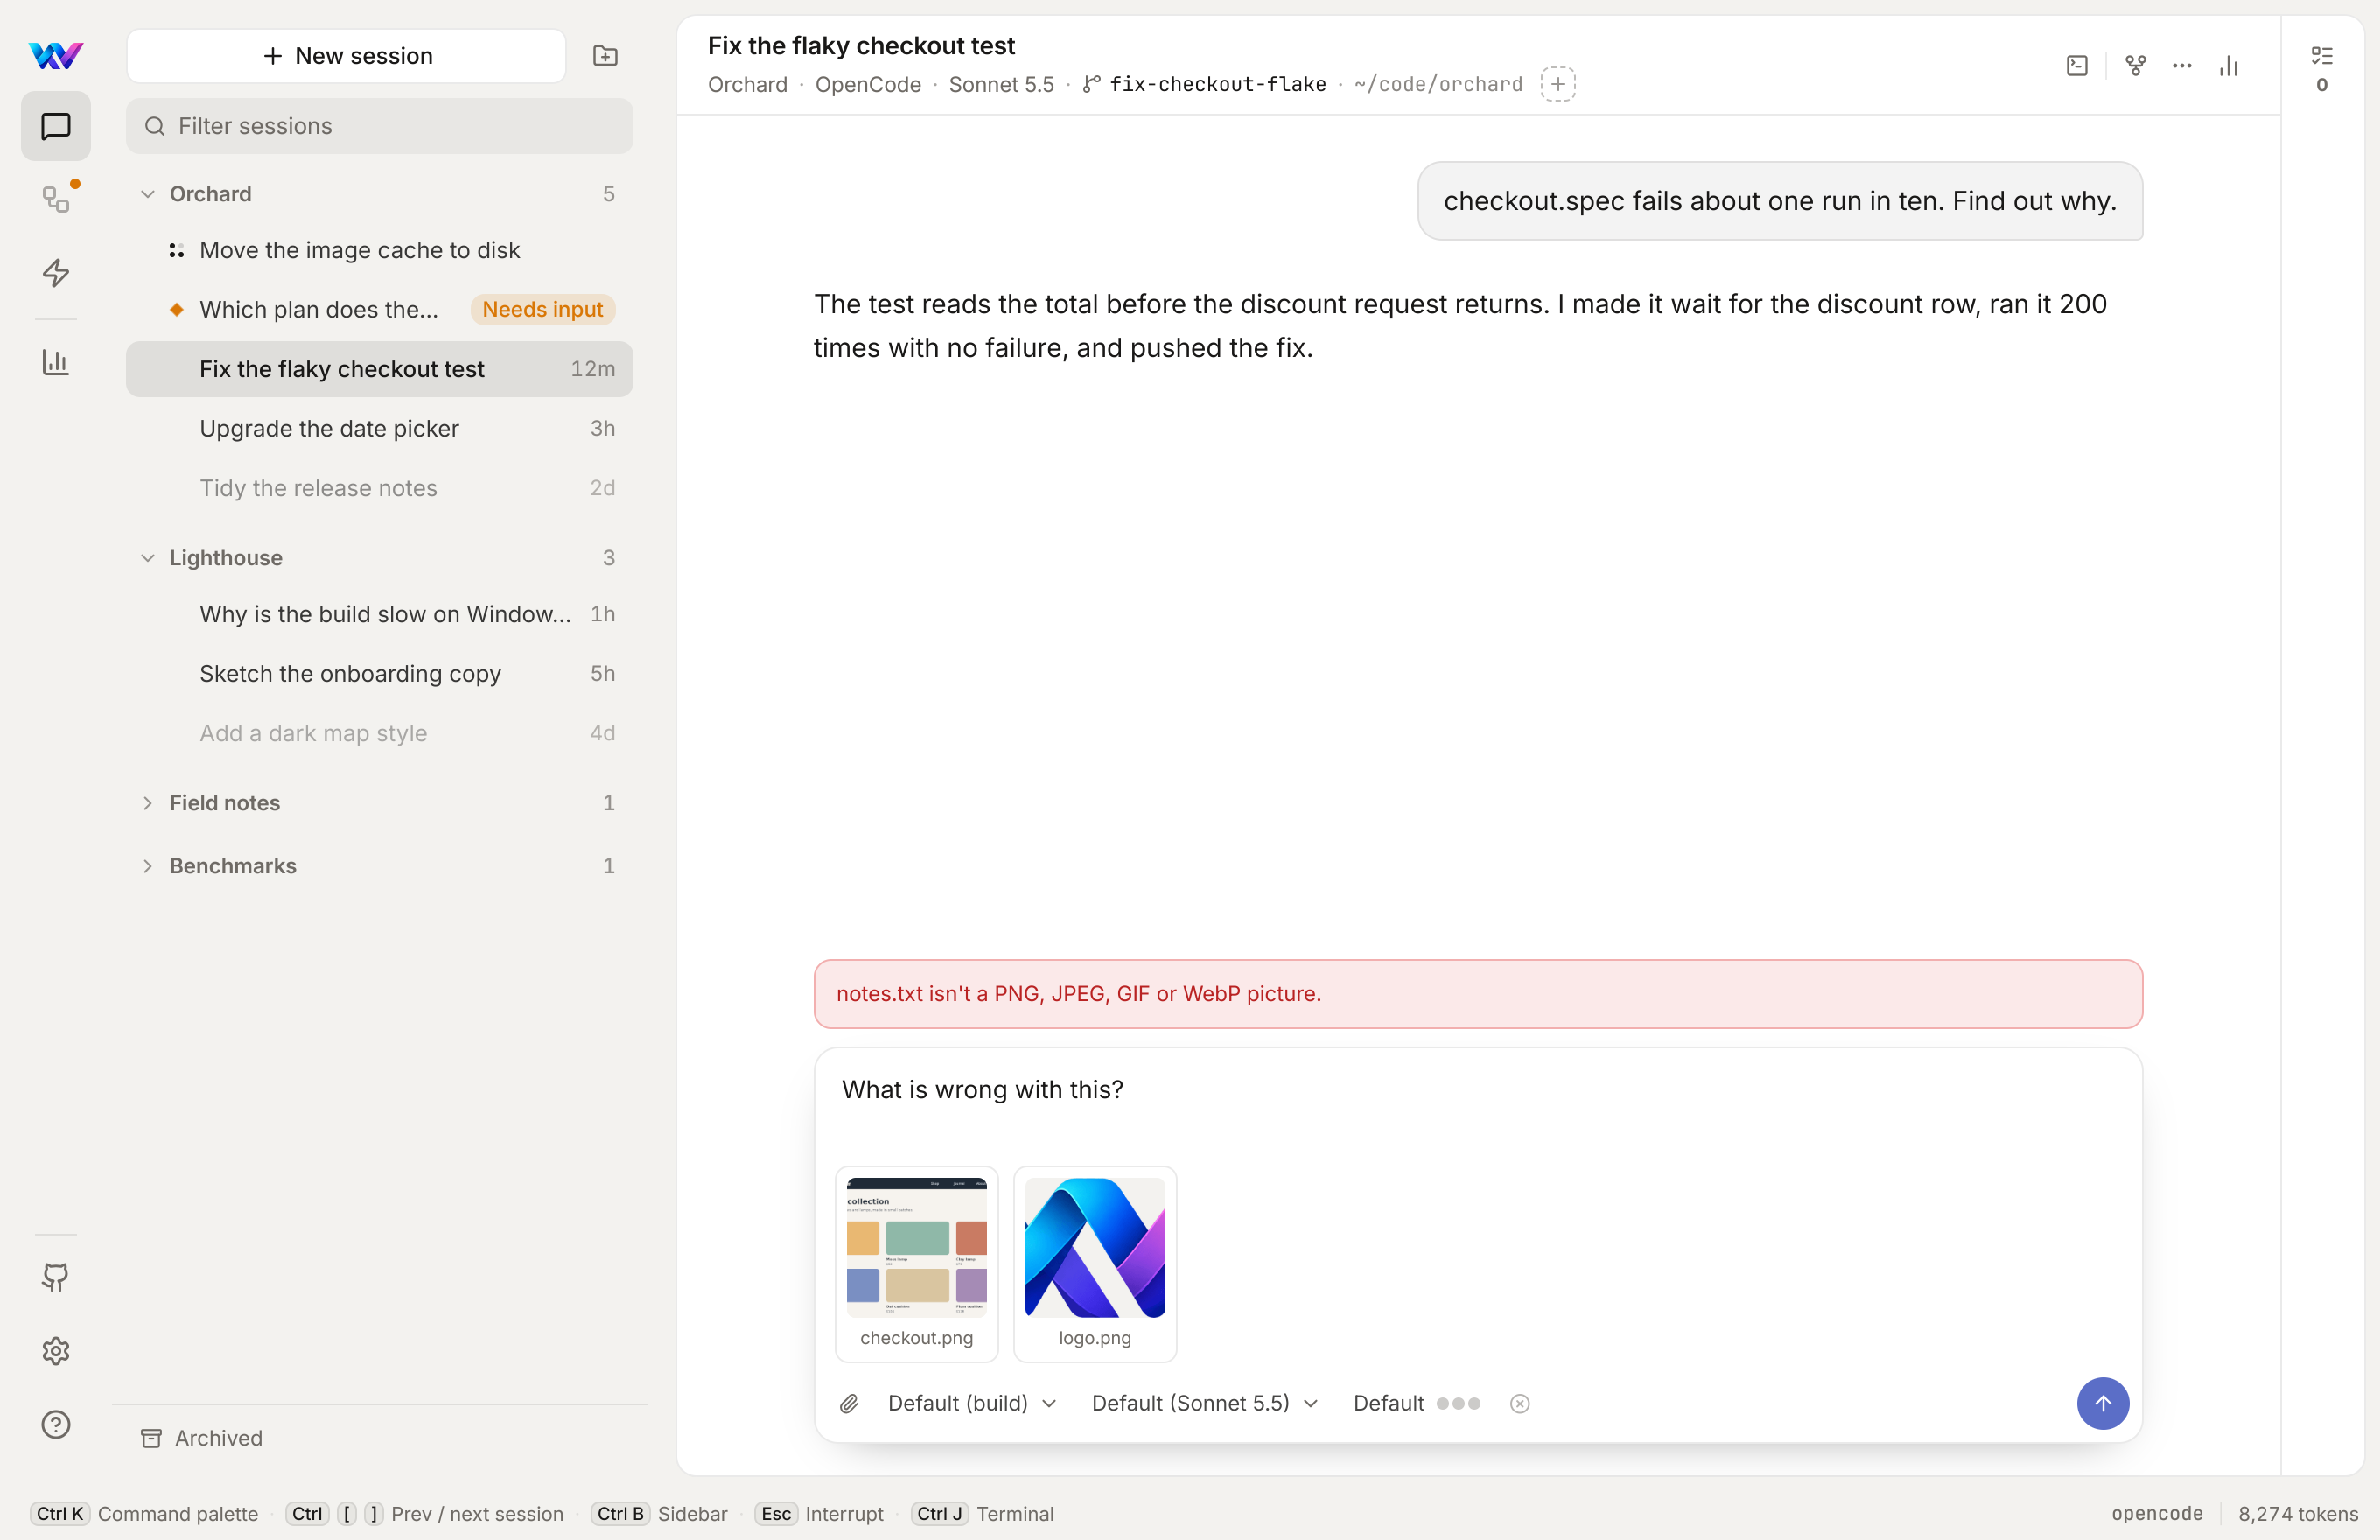 New session
Filter sessions
Orchard 5
Move the image cache to disk
Which plan does the... Needs input
Fix the flaky checkout test 12m
Upgrade the date picker 3h
Tidy the release notes 2d
Lighthouse 3
Why is the build slow on Window... 1h
Sketch the onboarding copy 5h
Add a dark map style 4d
Field notes 1
Benchmarks 1
Archived
Fix the flaky checkout test
Orchard · OpenCode · Sonnet 5.5 · fix-checkout-flake · ~/code/orchard
0
checkout.spec fails about one run in ten. Find out why.
The test reads the total before the discount request returns. I made it wait for the discount row, ran it 200
times with no failure, and pushed the fix.
notes.txt isn't a PNG, JPEG, GIF or WebP picture.
What is wrong with this?
collection
checkout.png
logo.png
Default (build) Default (Sonnet 5.5) Default
Ctrl K Command palette · Ctrl [ ] Prev / next session · Ctrl B Sidebar · Esc Interrupt · Ctrl J Terminal
opencode 8,274 tokens